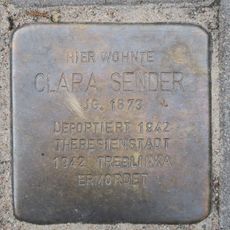 HIER WOHNTE
CLARA SENDER
JG. 1873
DEPORTIERT 1942
THERESIENSTADT
1942 TREBLINKA
ERMORDET